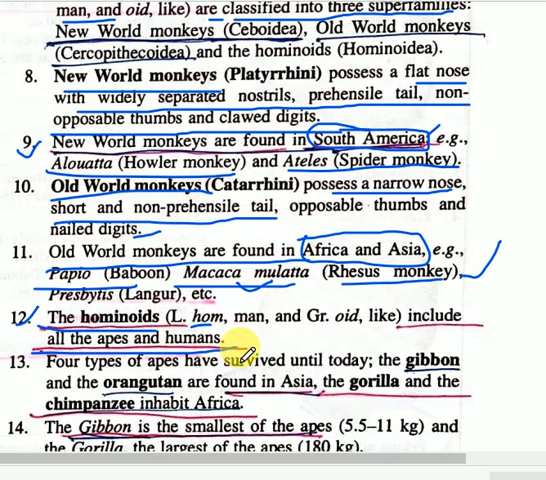 man, and oid, like) are classified into three superfamilies:
New World monkeys (Ceboidea), Old World monkeys
(Cercopithecoidea) and the hominoids (Hominoidea).
8. New World monkeys (Platyrrhini) possess a flat nose
with widely separated nostrils, prehensile tail, non-
opposable thumbs and clawed digits.
9. New World monkeys are found in South America, e.g.,
Alouatta (Howler monkey) and Ateles (Spider monkey).
10. Old World monkeys (Catarrhini) possess a narrow nose,
short and non-prehensile tail, opposable thumbs and
nailed digits.
11. Old World monkeys are found in Africa and Asia, e.g.,
Papio (Baboon) Macaca mulatta (Rhesus monkey),
Presbytis (Langur), etc.
12. The hominoids (L. hom, man, and Gr. oid, like) include
all the apes and humans.
13. Four types of apes have survived until today; the gibbon
and the orangutan are found in Asia, the gorilla and the
chimpanzee inhabit Africa.
14. The Gibbon is the smallest of the apes (5.5–11 kg) and
the Gorilla, the largest of the apes (180 kg).